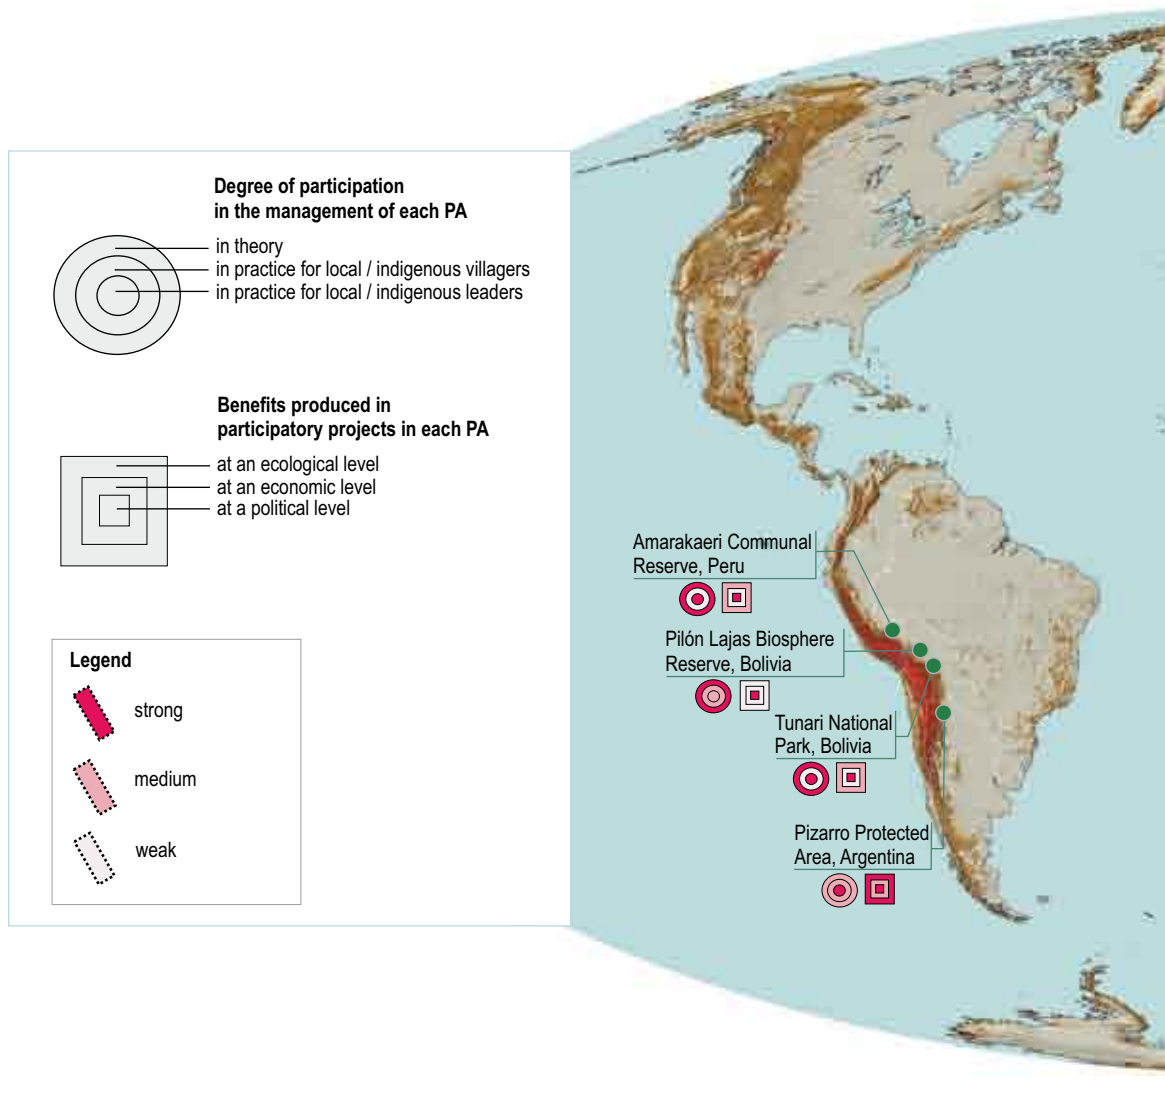 Degree of participation
in the management of each PA
in theory
in practice for local / indigenous villagers
in practice for local / indigenous leaders
Benefits produced in
participatory projects in each PA
at an ecological level
at an economic level
at a political level
Legend
strong
medium
weak
Amarakaeri Communal
Reserve, Peru
Pilón Lajas Biosphere
Reserve, Bolivia
Tunari National
Park, Bolivia
Pizarro Protected
Area, Argentina